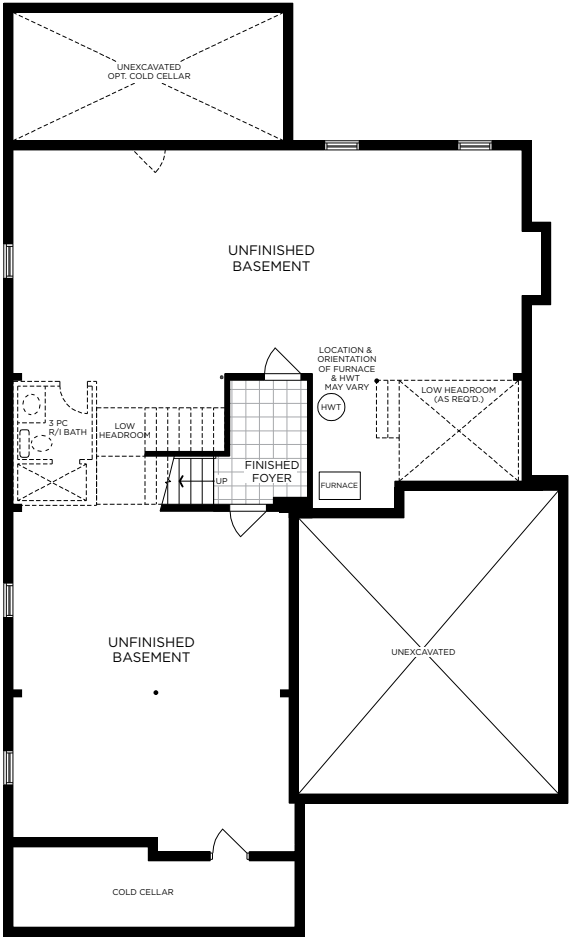 UNEXCAVATED
OPT. COLD CELLAR
UNFINISHED
BASEMENT
LOCATION &
ORIENTATION
OF FURNACE
& HWT
MAY VARY
LOW HEADROOM
(AS REQ'D.)
HWT
3 PC
R/I BATH
LOW
HEADROOM
FINISHED
FOYER
UP
FURNACE
UNFINISHED
BASEMENT
UNEXCAVATED
COLD CELLAR